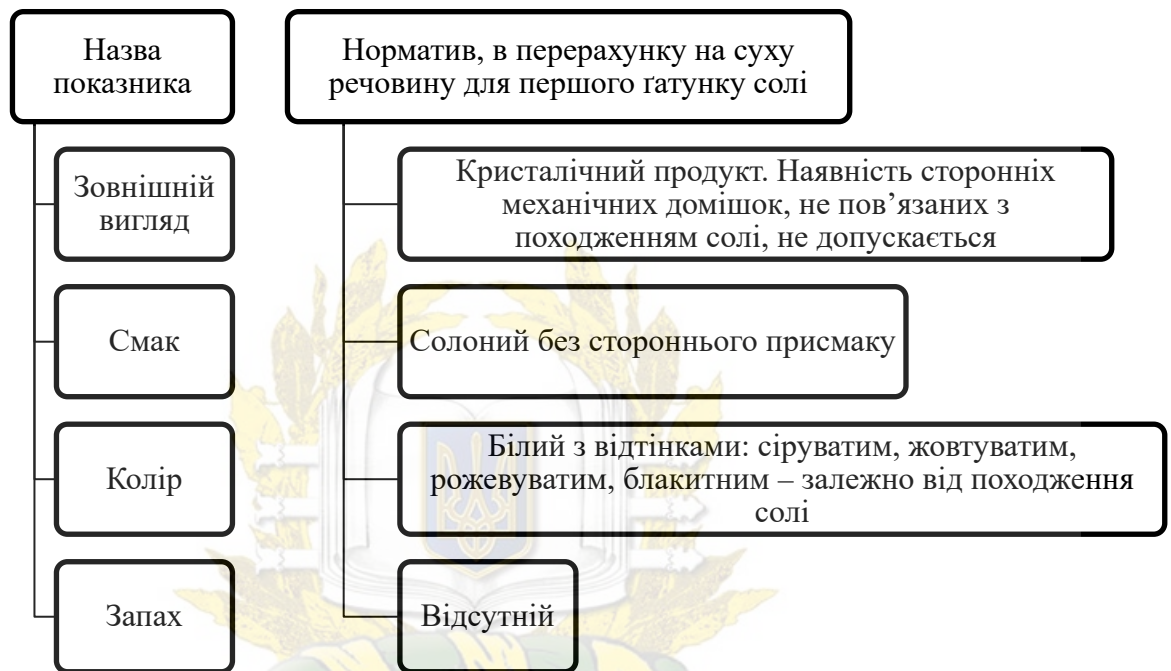 Назва
показника
Норматив, в перерахунку на суху
речовину для першого ґатунку солі
Зовнішній
вигляд
Кристалічний продукт. Наявність сторонніх
механічних домішок, не пов’язаних з
походженням солі, не допускається
Смак
Солоний без стороннього присмаку
Колір
Білий з відтінками: сіруватим, жовтуватим,
рожевуватим, блакитним – залежно від походження
солі
Запах
Відсутній